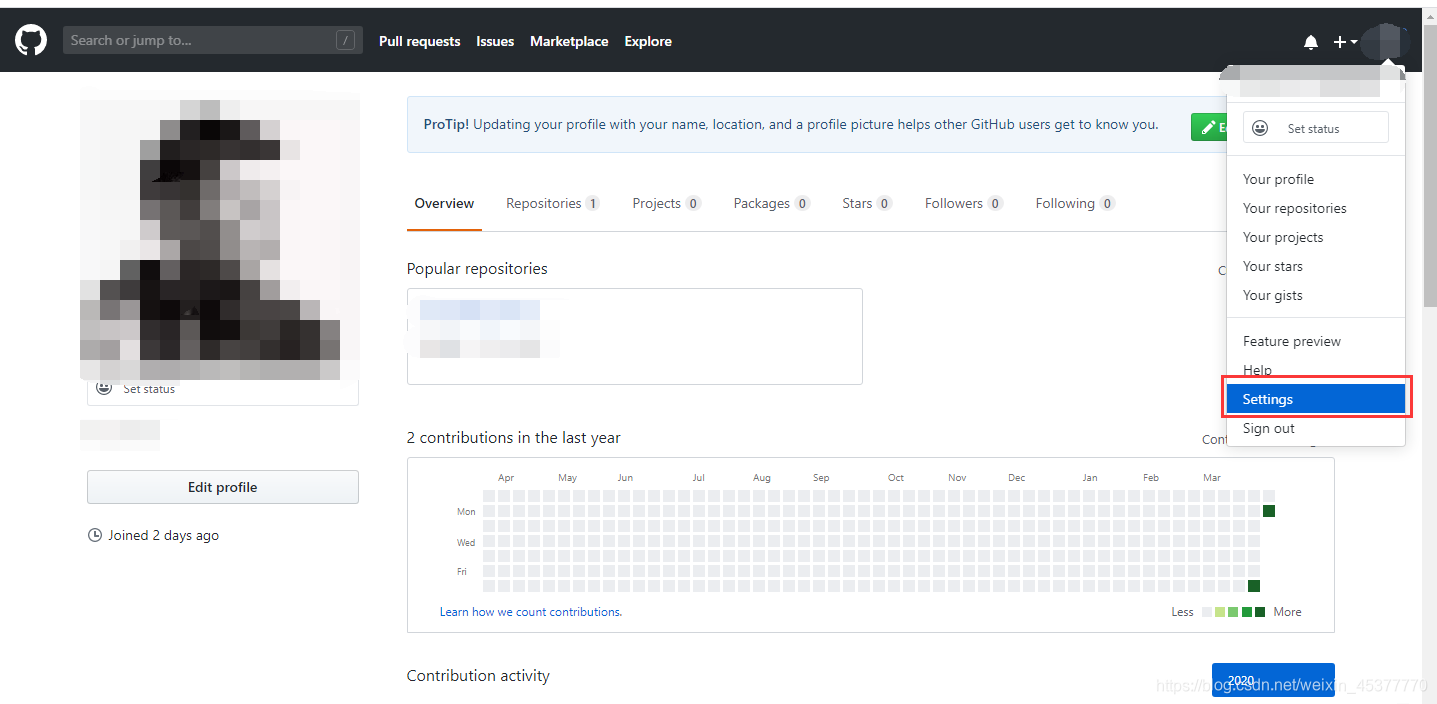 Search or jump to... /
Pull requests Issues Marketplace Explore
ProTip! Updating your profile with your name, location, and a profile picture helps other GitHub users get to know you.
Set status
Your profile
Your repositories
Your projects
Your stars
Your gists
Feature preview
Help
Settings
Sign out
Overview Repositories 1 Projects 0 Packages 0 Stars 0 Followers 0 Following 0
Popular repositories
Set status
Edit profile
Joined 2 days ago
2 contributions in the last year
Apr May Jun Jul Aug Sep Oct Nov Dec Jan Feb Mar
Mon
Wed
Fri
Learn how we count contributions.
Less More
Contribution activity
2020
https://blog.csdn.net/weixin_45377770